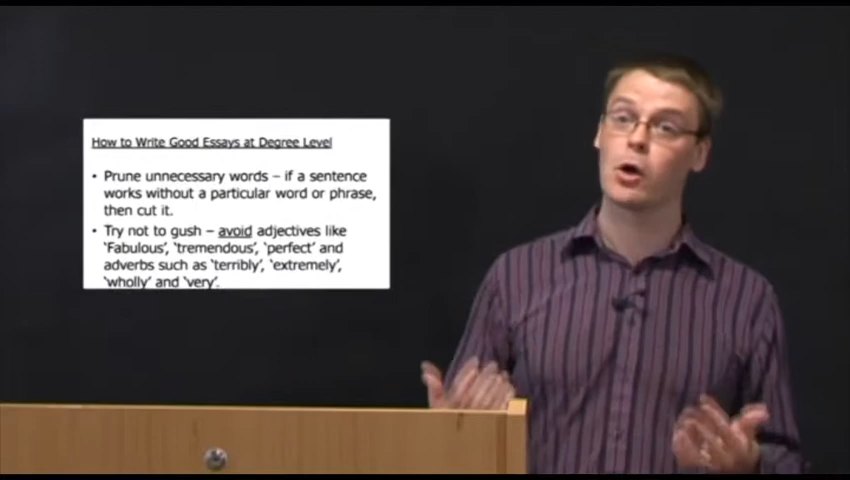 How to Write Good Essays at Degree Level
• Prune unnecessary words – if a sentence
works without a particular word or phrase,
then cut it.
• Try not to gush – avoid adjectives like
‘Fabulous’, ‘tremendous’, ‘perfect’ and
adverbs such as ‘terribly’, ‘extremely’,
‘wholly’ and ‘very’.